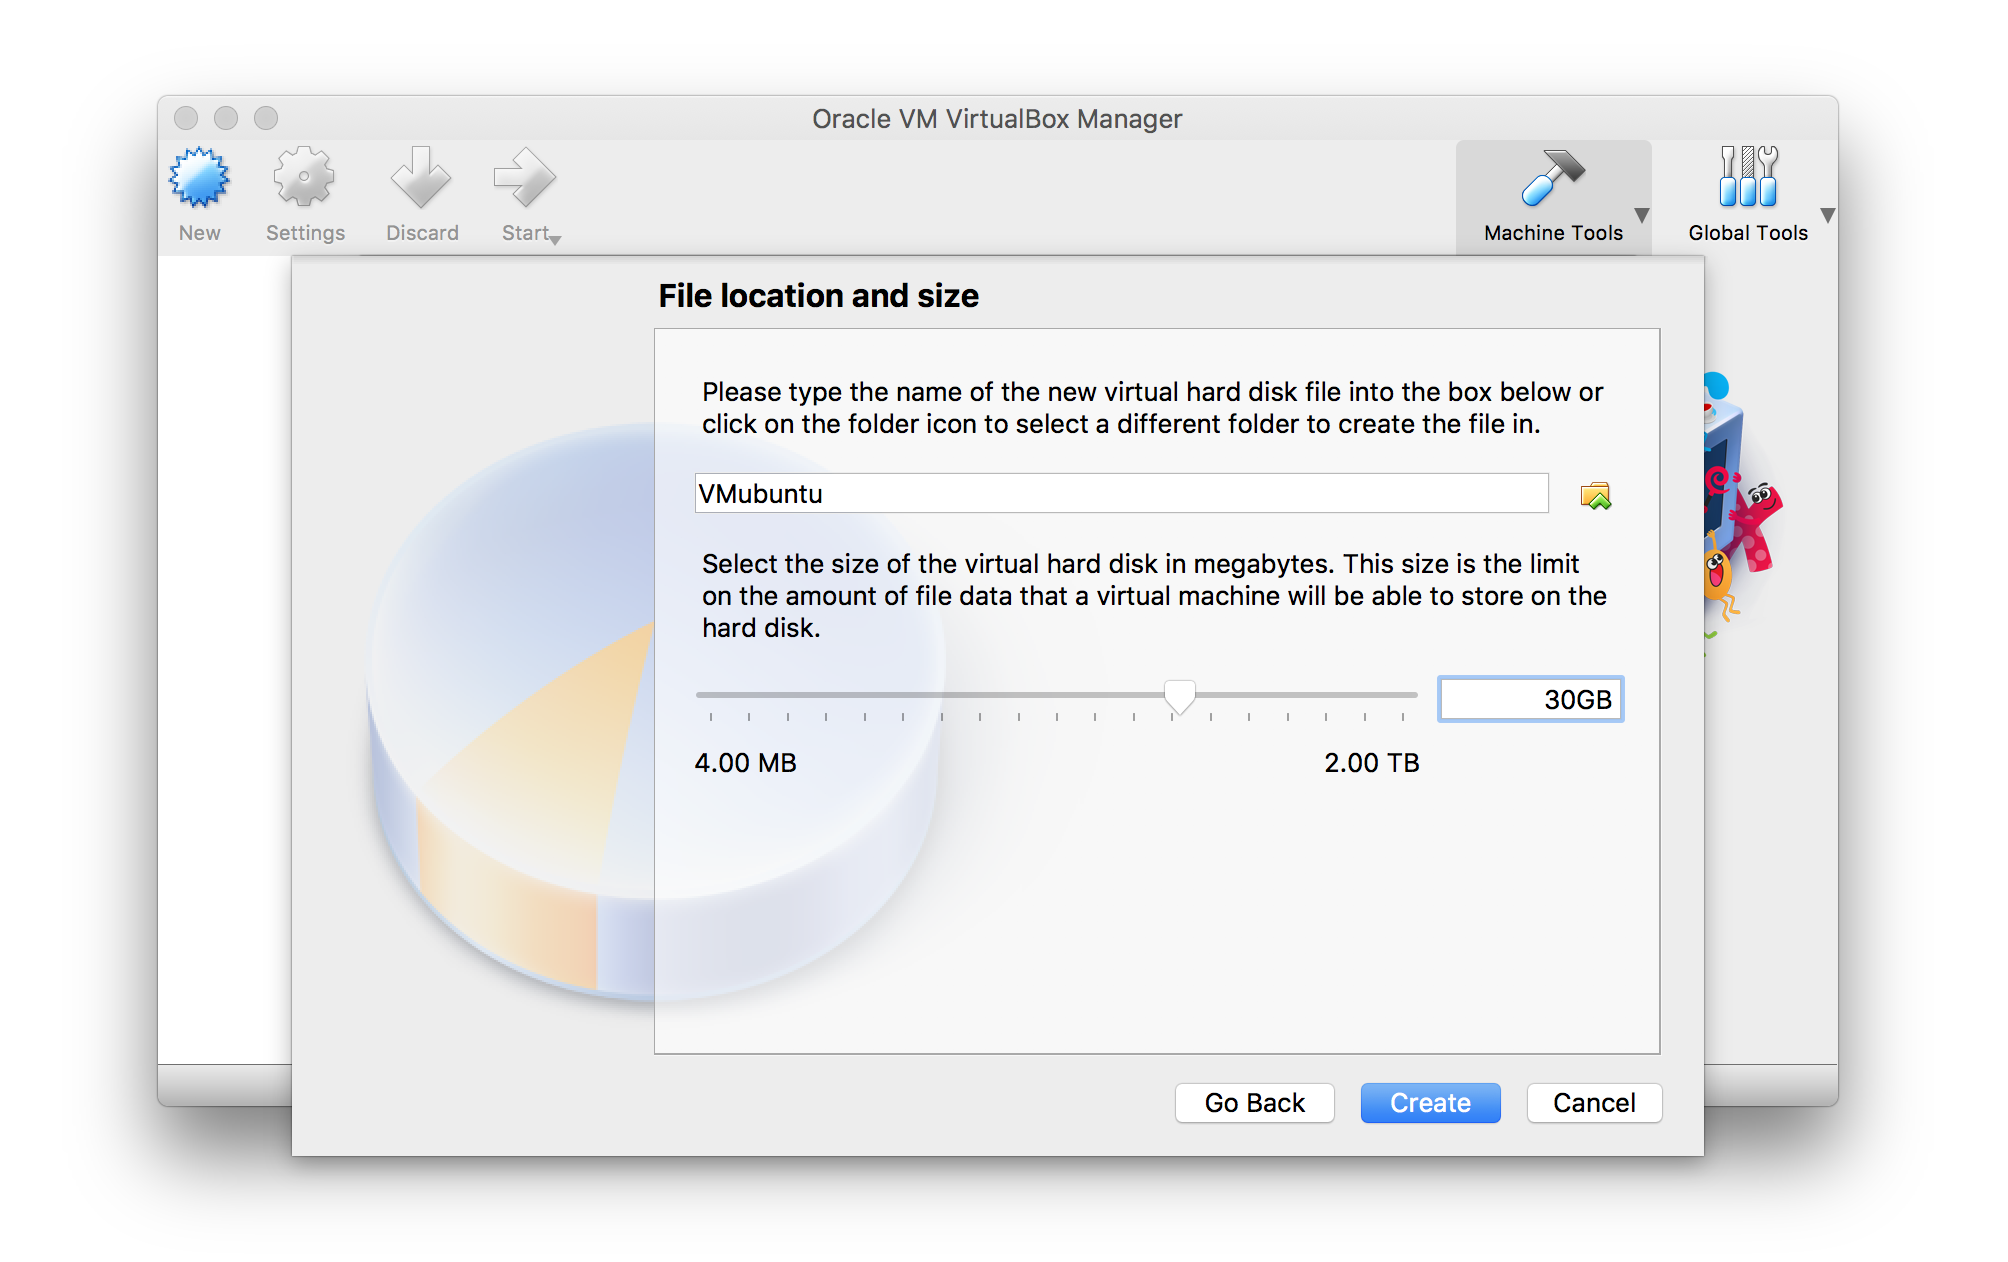 Oracle VM VirtualBox Manager
New
Settings
Discard
Start
Machine Tools
Global Tools
File location and size
Please type the name of the new virtual hard disk file into the box below or
click on the folder icon to select a different folder to create the file in.
VMubuntu
Select the size of the virtual hard disk in megabytes. This size is the limit
on the amount of file data that a virtual machine will be able to store on the
hard disk.
30GB
4.00 MB
2.00 TB
Go Back
Create
Cancel